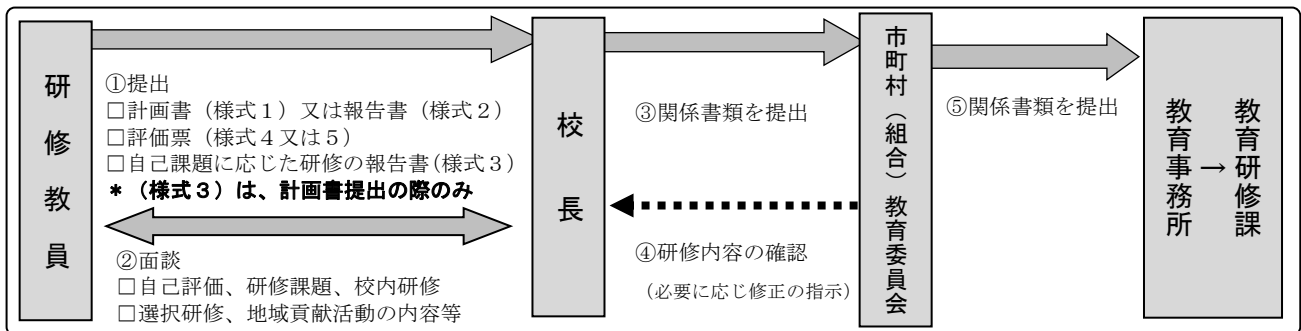 研修教員
①提出
□計画書（様式１）又は報告書（様式２）
□評価票（様式４又は５）
□自己課題に応じた研修の報告書（様式３）
＊（様式３）は、計画書提出の際のみ
②面談
□自己評価、研修課題、校内研修
□選択研修、地域貢献活動の内容等
校長
③関係書類を提出
④研修内容の確認
（必要に応じ修正の指示）
市町村（組合）教育委員会
⑤関係書類を提出
教育事務所→教育研修課